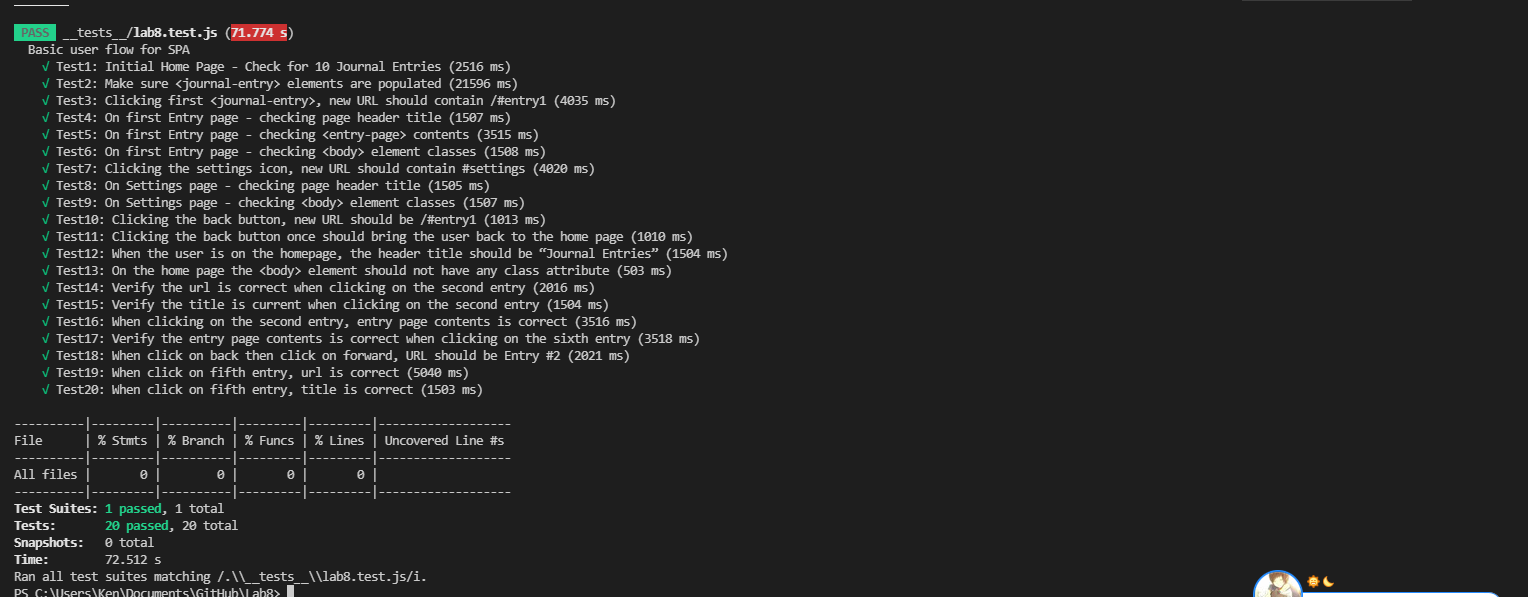 PASS __tests__/lab8.test.js (71.774 s)
Basic user flow for SPA
√ Test1: Initial Home Page - Check for 10 Journal Entries (2516 ms)
√ Test2: Make sure <journal-entry> elements are populated (21596 ms)
√ Test3: Clicking first <journal-entry>, new URL should contain /#entry1 (4035 ms)
√ Test4: On first Entry page - checking page header title (1507 ms)
√ Test5: On first Entry page - checking <entry-page> contents (3515 ms)
√ Test6: On first Entry page - checking <body> element classes (1508 ms)
√ Test7: Clicking the settings icon, new URL should contain #settings (4020 ms)
√ Test8: On Settings page - checking page header title (1505 ms)
√ Test9: On Settings page - checking <body> element classes (1507 ms)
√ Test10: Clicking the back button, new URL should be /#entry1 (1013 ms)
√ Test11: Clicking the back button once should bring the user back to the home page (1010 ms)
√ Test12: When the user is on the homepage, the header title should be “Journal Entries” (1504 ms)
√ Test13: On the home page the <body> element should not have any class attribute (503 ms)
√ Test14: Verify the url is correct when clicking on the second entry (2016 ms)
√ Test15: Verify the title is current when clicking on the second entry (1504 ms)
√ Test16: When clicking on the second entry, entry page contents is correct (3516 ms)
√ Test17: Verify the entry page contents is correct when clicking on the sixth entry (3518 ms)
√ Test18: When click on back then click on forward, URL should be Entry #2 (2021 ms)
√ Test19: When click on fifth entry, url is correct (5040 ms)
√ Test20: When click on fifth entry, title is correct (1503 ms)
----------|---------|----------|---------|---------|-------------------
File      | % Stmts | % Branch | % Funcs | % Lines | Uncovered Line #s
----------|---------|----------|---------|---------|-------------------
All files |       0 |        0 |       0 |       0 |
----------|---------|----------|---------|---------|-------------------
Test Suites: 1 passed, 1 total
Tests:       20 passed, 20 total
Snapshots:   0 total
Time:        72.512 s
Ran all test suites matching /.\\__tests__\\lab8.test.js/i.
PS C:\Users\Ken\Documents\GitHub\Lab8>